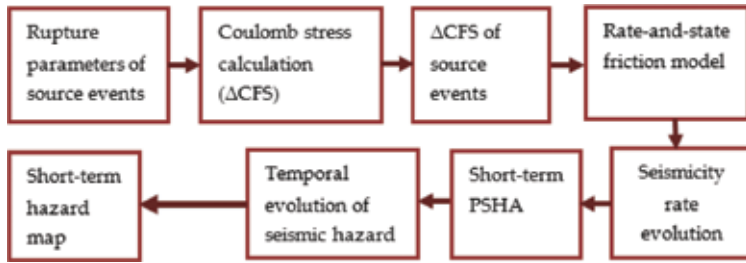 Rupture
parameters of
source events
Coulomb stress
calculation
(ΔCFS)
ΔCFS of
source
events
Rate-and-state
friction model
Seismicity
rate
evolution
Short-term
PSHA
Temporal
evolution of
seismic hazard
Short-term
hazard
map